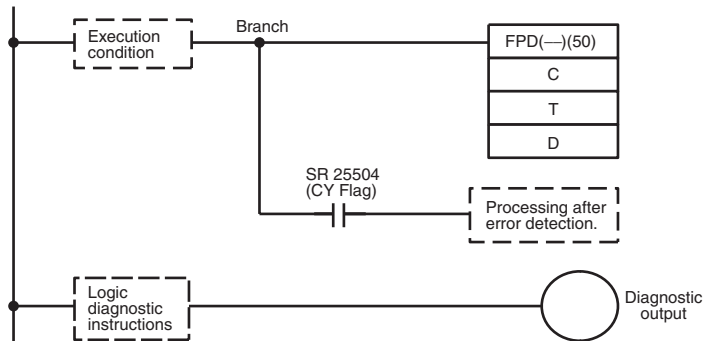 Execution
condition
Branch
FPD(––)(50)
C
T
D
SR 25504
(CY Flag)
Processing after
error detection.
Logic
diagnostic
instructions
Diagnostic
output